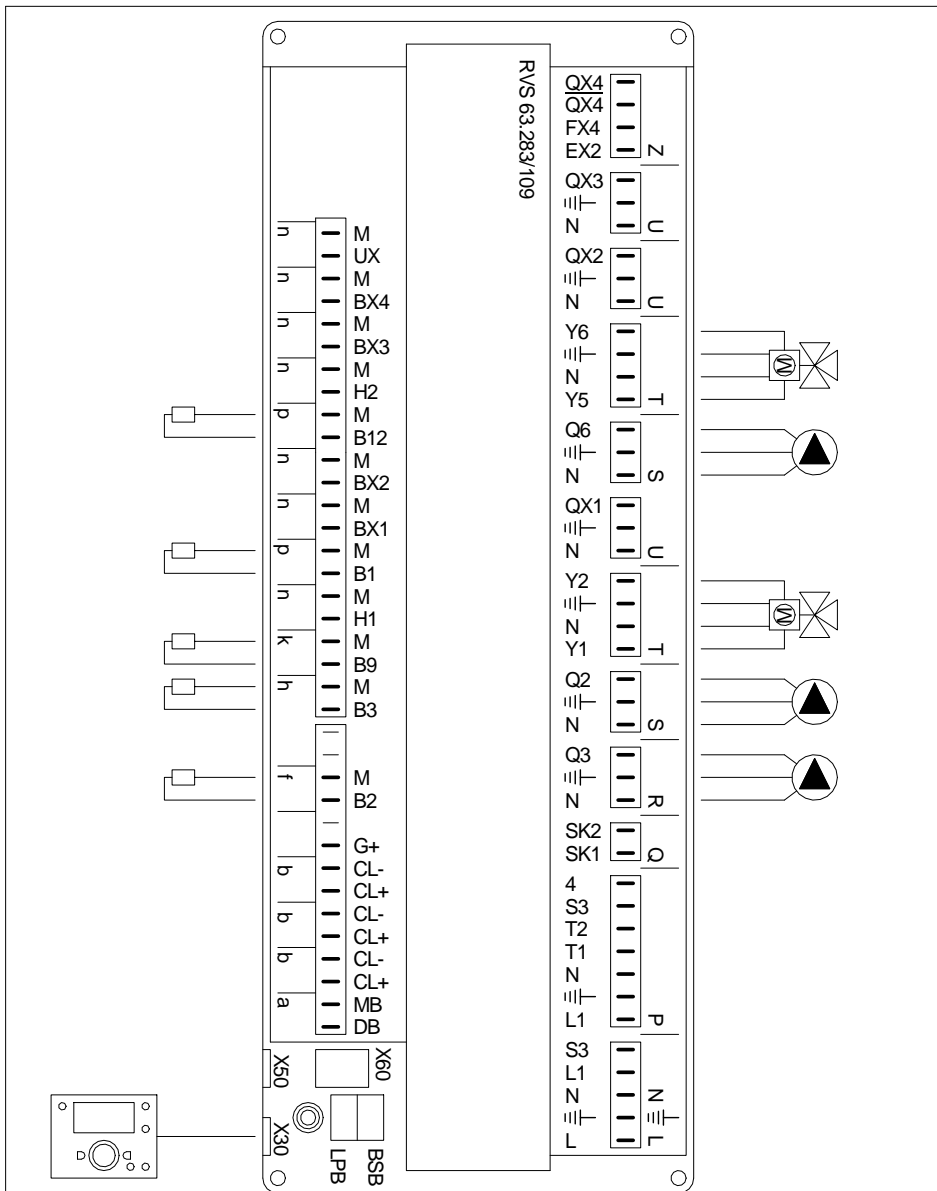 RVS 63.283/109
n
M
UX
n
M
BX4
n
M
BX3
n
M
H2
p
M
B12
n
M
BX2
n
M
BX1
p
M
B1
n
M
H1
k
M
B9
h
M
B3
f
M
B2
G+
b
CL-
CL+
b
CL-
CL+
b
CL-
CL+
a
MB
DB
X50
X60
X30
LPB
BSB
QX4
QX4
FX4
EX2
Z
QX3
N
U
QX2
N
U
Y6
N
Y5
T
M
Q6
N
S
QX1
N
U
Y2
N
Y1
T
M
Q2
N
S
Q3
N
R
SK2
SK1
Q
4
S3
T2
T1
N
L1
P
S3
L1
N
N
L
L